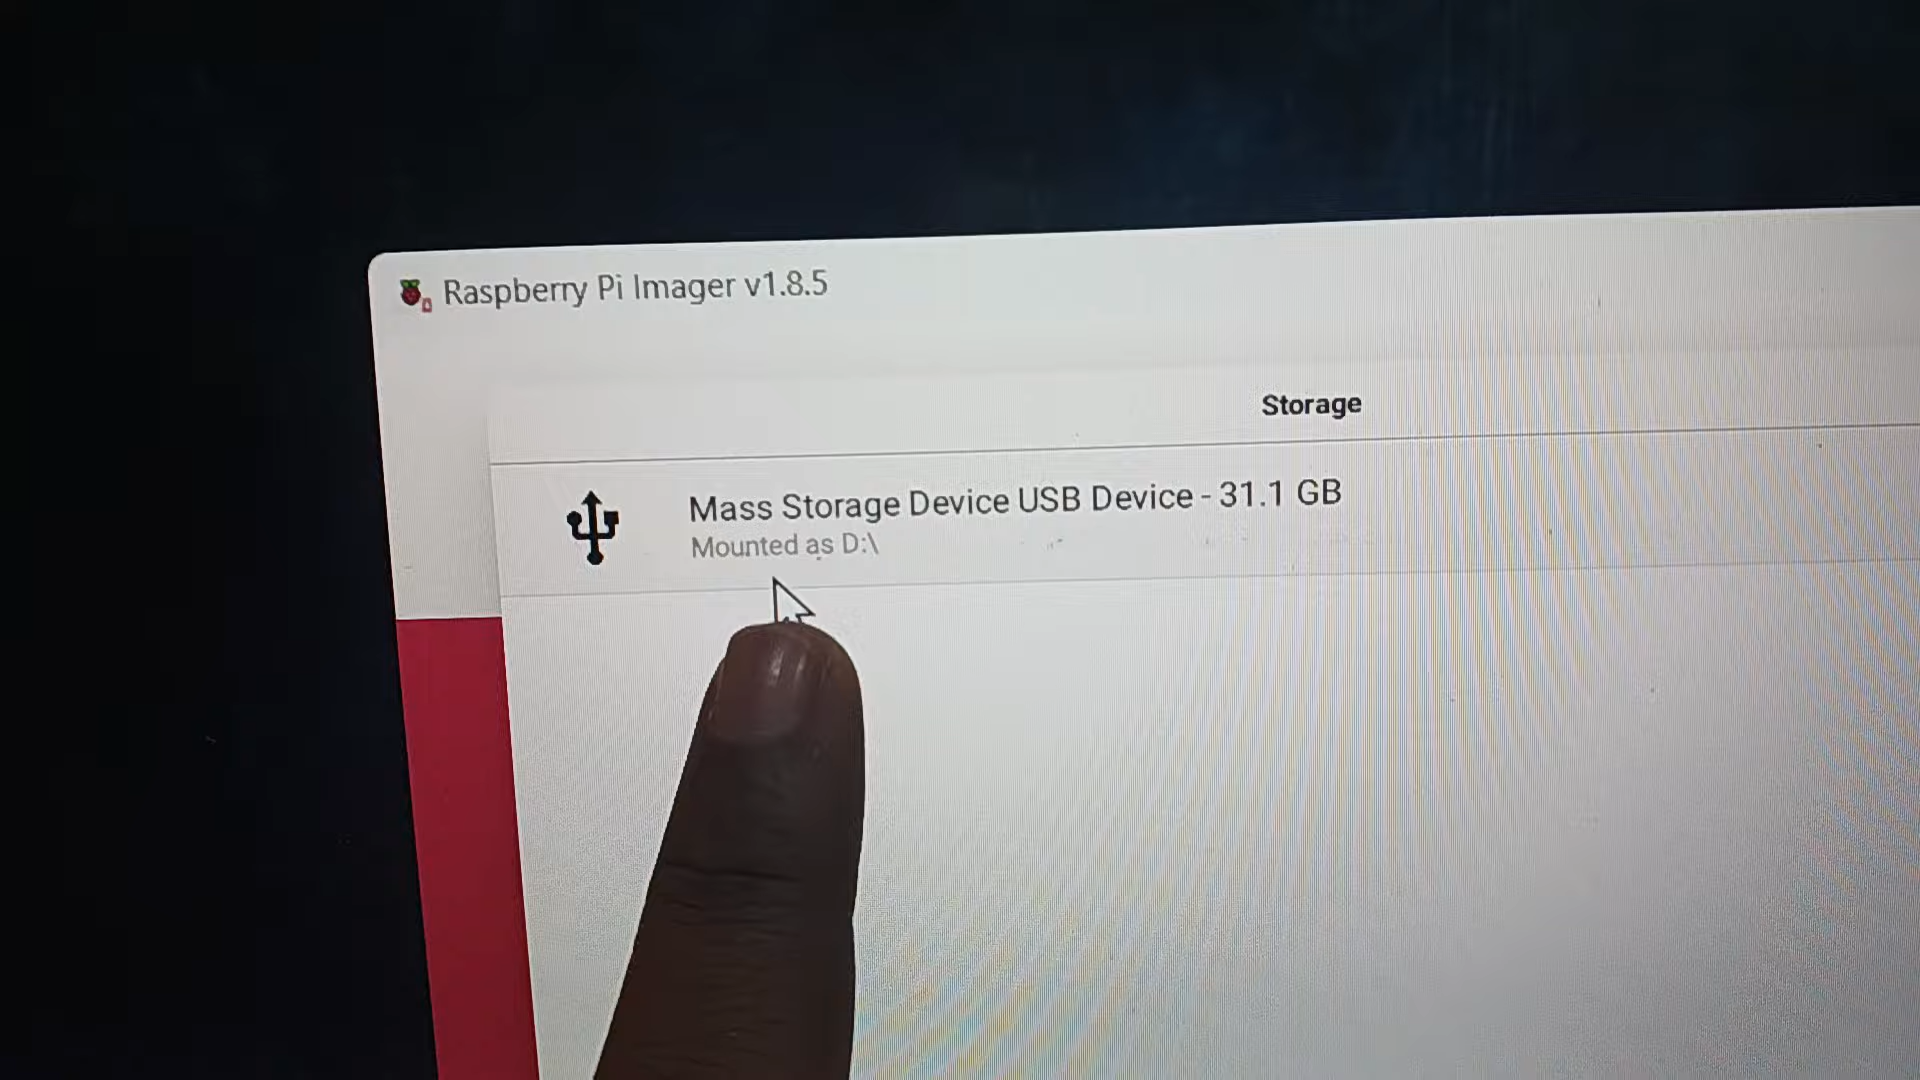 Raspberry Pi Imager v1.8.5
Storage
Mass Storage Device USB Device - 31.1 GB
Mounted as D:\